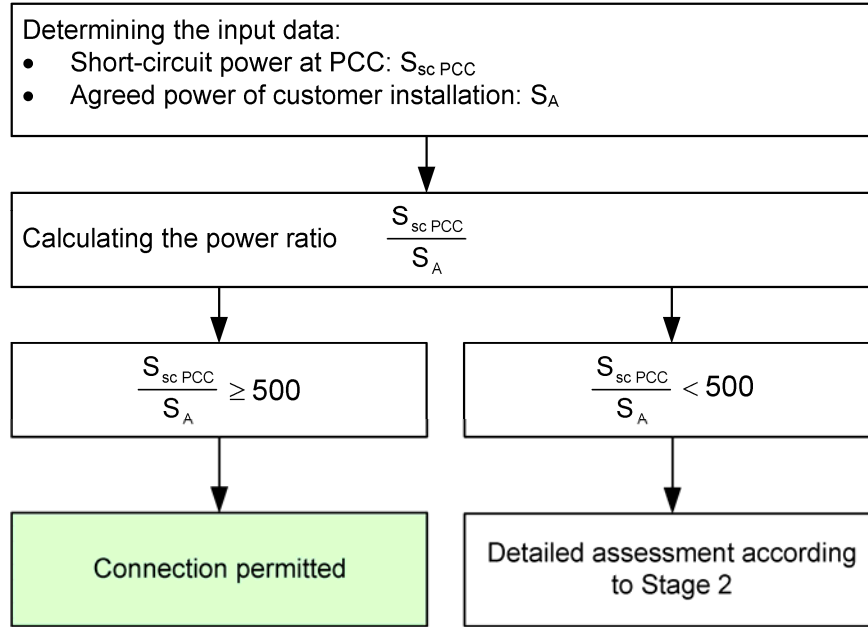 Determining the input data:
• Short-circuit power at PCC: S_sc PCC
• Agreed power of customer installation: S_A
Calculating the power ratio S_sc PCC / S_A
S_sc PCC / S_A ≥ 500
S_sc PCC / S_A < 500
Connection permitted
Detailed assessment according
to Stage 2